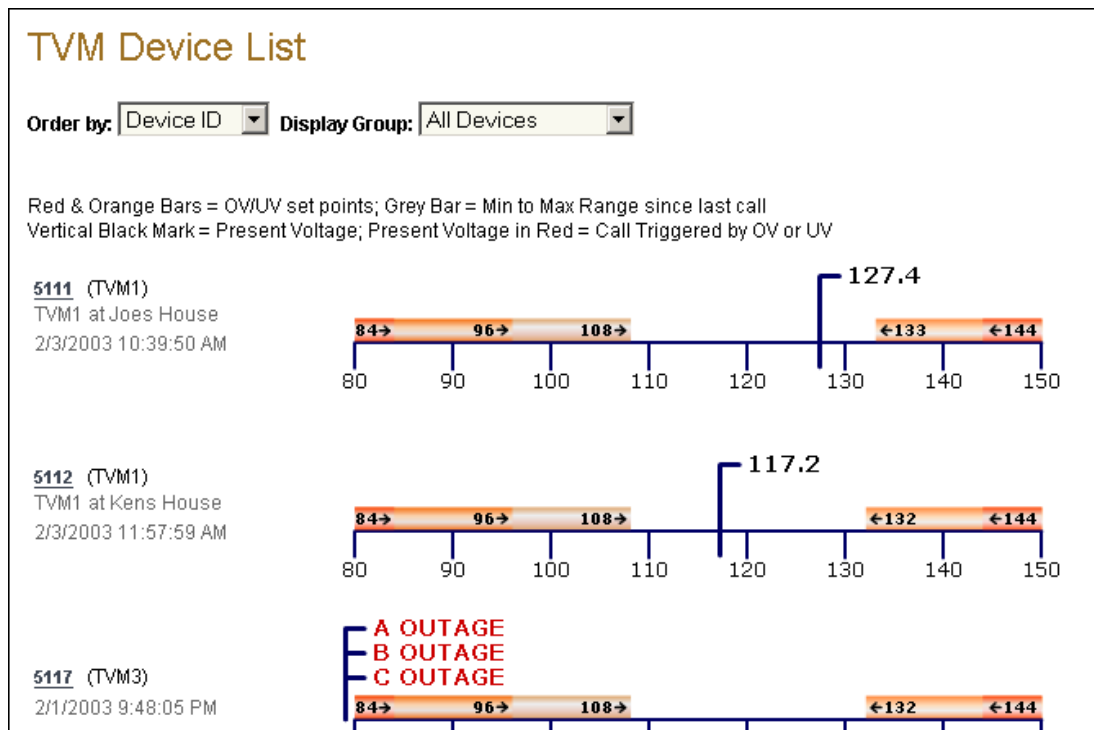 TVM Device List
Order by: Device ID Display Group: All Devices
Red & Orange Bars = OV/UV set points; Grey Bar = Min to Max Range since last call
Vertical Black Mark = Present Voltage; Present Voltage in Red = Call Triggered by OV or UV
5111 (TVM1)
TVM1 at Joes House
2/3/2003 10:39:50 AM
127.4
84→ 96→ 108→ ←133 ←144
80 90 100 110 120 130 140 150
5112 (TVM1)
TVM1 at Kens House
2/3/2003 11:57:59 AM
117.2
84→ 96→ 108→ ←132 ←144
80 90 100 110 120 130 140 150
A OUTAGE
B OUTAGE
C OUTAGE
5117 (TVM3)
2/1/2003 9:48:05 PM
84→ 96→ 108→ ←132 ←144